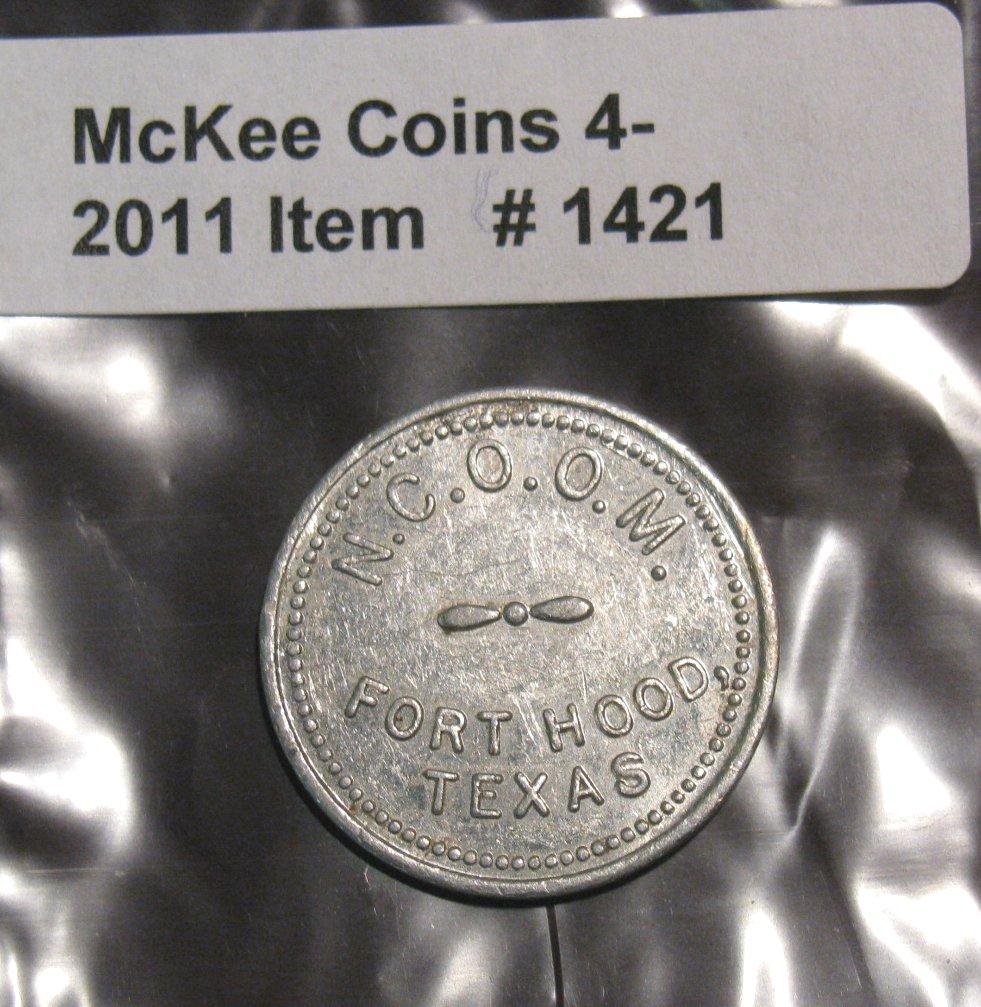 McKee Coins 4-
2011 Item # 1421
N.C.O.O.M.
FORT HOOD,
TEXAS